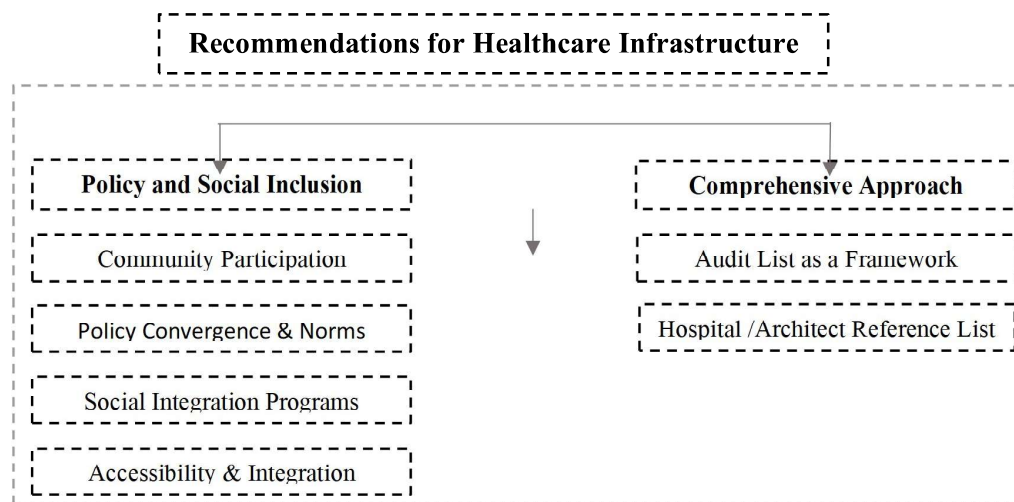 Recommendations for Healthcare Infrastructure
Policy and Social Inclusion
Community Participation
Policy Convergence & Norms
Social Integration Programs
Accessibility & Integration
Comprehensive Approach
Audit List as a Framework
Hospital /Architect Reference List